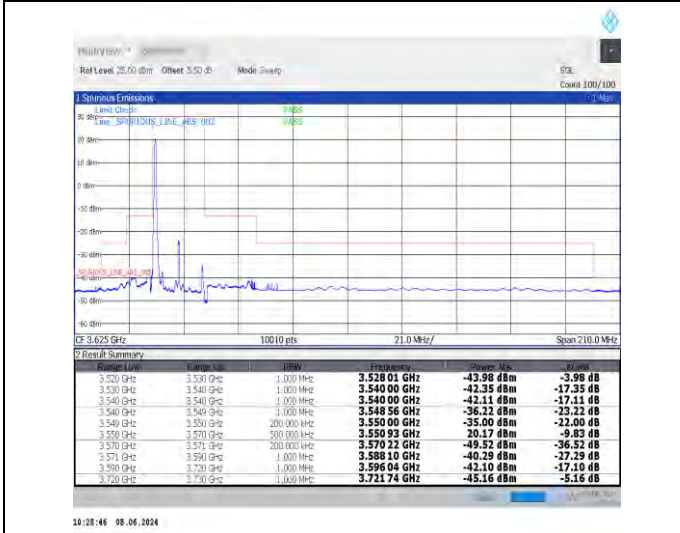 MultiView
Ref Level 25.00 dBm Offset 5.50 dB Mode Sweep SGL
Count 100/100
1 Spurious Emissions
Limit Check PASS
Line _SPURIOUS_LINE_ABS_002 PASS
30 dBm
20 dBm
10 dBm
0 dBm
-10 dBm
-20 dBm
-30 dBm
-50 dBm
-60 dBm
CF 3.625 GHz 10010 pts 21.0 MHz/ Span 210.0 MHz
2 Result Summary
Range Low Range Up RBW Frequency Power Abs ΔLimit
3.520 GHz 3.530 GHz 1.000 MHz 3.528 01 GHz -43.98 dBm -3.98 dB
3.530 GHz 3.540 GHz 1.000 MHz 3.540 00 GHz -42.35 dBm -17.35 dB
3.540 GHz 3.540 GHz 1.000 MHz 3.540 00 GHz -42.11 dBm -17.11 dB
3.540 GHz 3.549 GHz 1.000 MHz 3.548 56 GHz -36.22 dBm -23.22 dB
3.549 GHz 3.550 GHz 200.000 kHz 3.550 00 GHz -35.00 dBm -22.00 dB
3.550 GHz 3.570 GHz 500.000 kHz 3.550 93 GHz 20.17 dBm -9.83 dB
3.570 GHz 3.571 GHz 200.000 kHz 3.570 22 GHz -49.52 dBm -36.52 dB
3.571 GHz 3.590 GHz 1.000 MHz 3.588 10 GHz -40.29 dBm -27.29 dB
3.590 GHz 3.720 GHz 1.000 MHz 3.596 04 GHz -42.10 dBm -17.10 dB
3.720 GHz 3.730 GHz 1.000 MHz 3.721 74 GHz -45.16 dBm -5.16 dB
10:28:46 08.06.2024